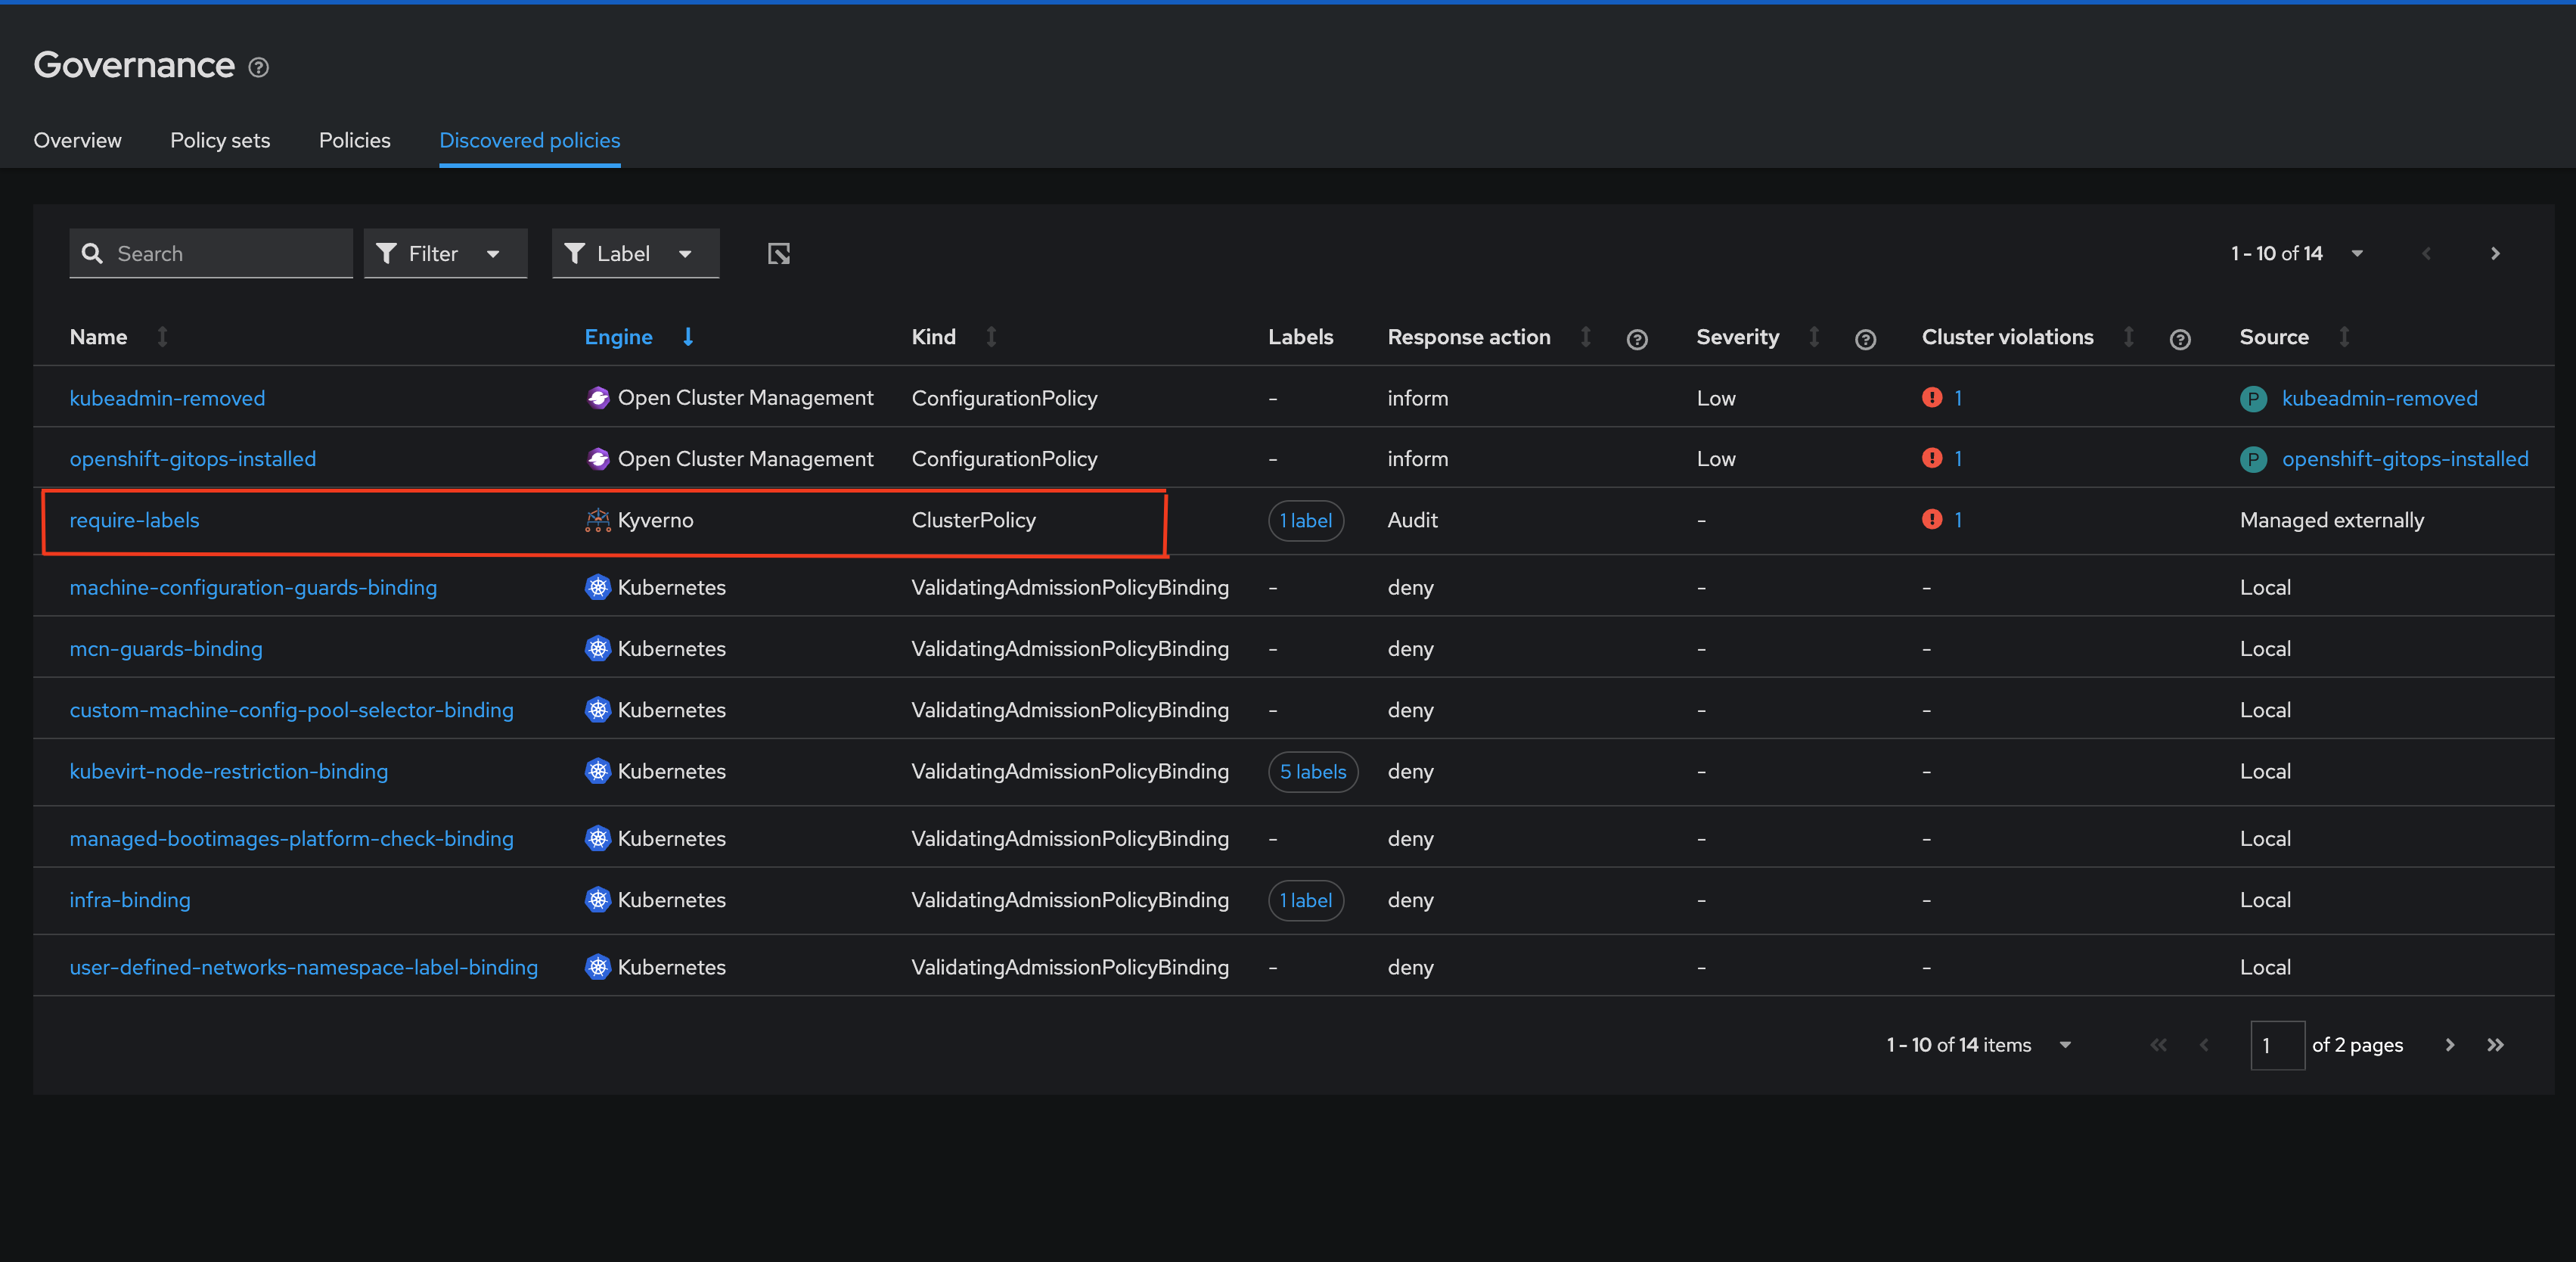 Governance
Overview Policy sets Policies Discovered policies
Search Filter Label 1 - 10 of 14
Name Engine Kind Labels Response action Severity Cluster violations Source
kubeadmin-removed Open Cluster Management ConfigurationPolicy - inform Low 1 P kubeadmin-removed
openshift-gitops-installed Open Cluster Management ConfigurationPolicy - inform Low 1 P openshift-gitops-installed
require-labels Kyverno ClusterPolicy 1 label Audit - 1 Managed externally
machine-configuration-guards-binding Kubernetes ValidatingAdmissionPolicyBinding - deny - - Local
mcn-guards-binding Kubernetes ValidatingAdmissionPolicyBinding - deny - - Local
custom-machine-config-pool-selector-binding Kubernetes ValidatingAdmissionPolicyBinding - deny - - Local
kubevirt-node-restriction-binding Kubernetes ValidatingAdmissionPolicyBinding 5 labels deny - - Local
managed-bootimages-platform-check-binding Kubernetes ValidatingAdmissionPolicyBinding - deny - - Local
infra-binding Kubernetes ValidatingAdmissionPolicyBinding 1 label deny - - Local
user-defined-networks-namespace-label-binding Kubernetes ValidatingAdmissionPolicyBinding - deny - - Local
1 - 10 of 14 items 1 of 2 pages